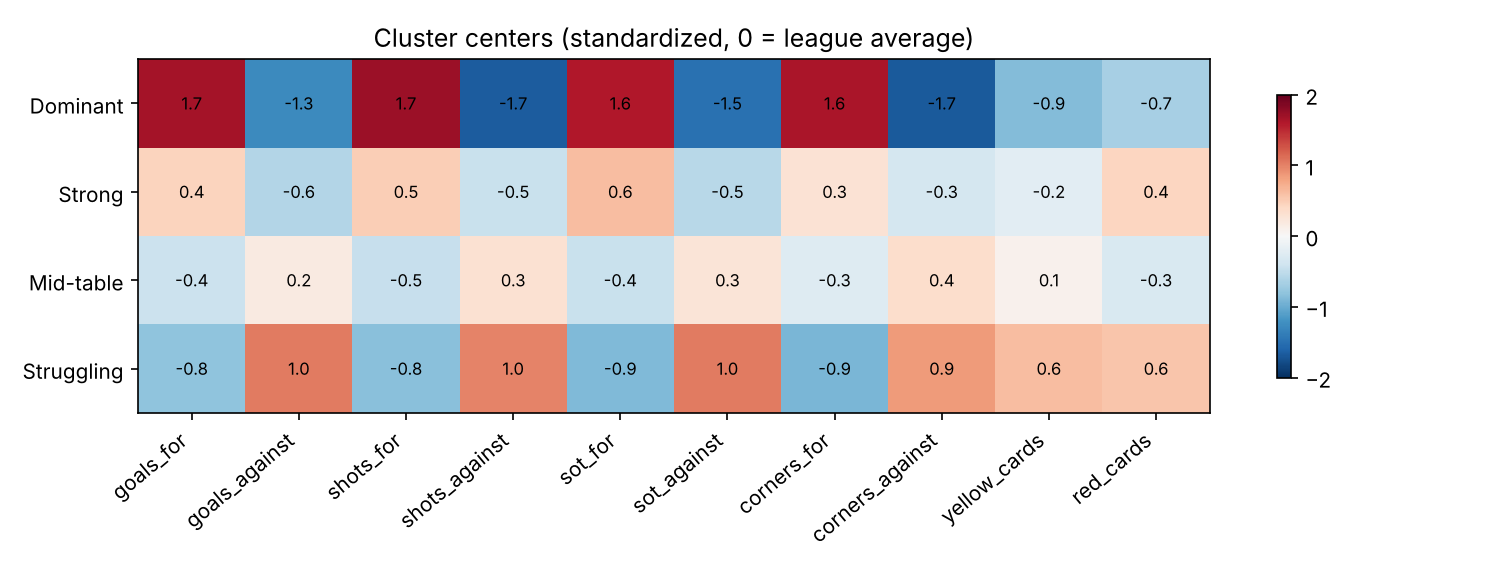 Cluster centers (standardized, 0 = league average)
Dominant 1.7 -1.3 1.7 -1.7 1.6 -1.5 1.6 -1.7 -0.9 -0.7
Strong 0.4 -0.6 0.5 -0.5 0.6 -0.5 0.3 -0.3 -0.2 0.4
Mid-table -0.4 0.2 -0.5 0.3 -0.4 0.3 -0.3 0.4 0.1 -0.3
Struggling -0.8 1.0 -0.8 1.0 -0.9 1.0 -0.9 0.9 0.6 0.6
goals_for goals_against shots_for shots_against sot_for sot_against corners_for corners_against yellow_cards red_cards
2
1
0
−1
−2